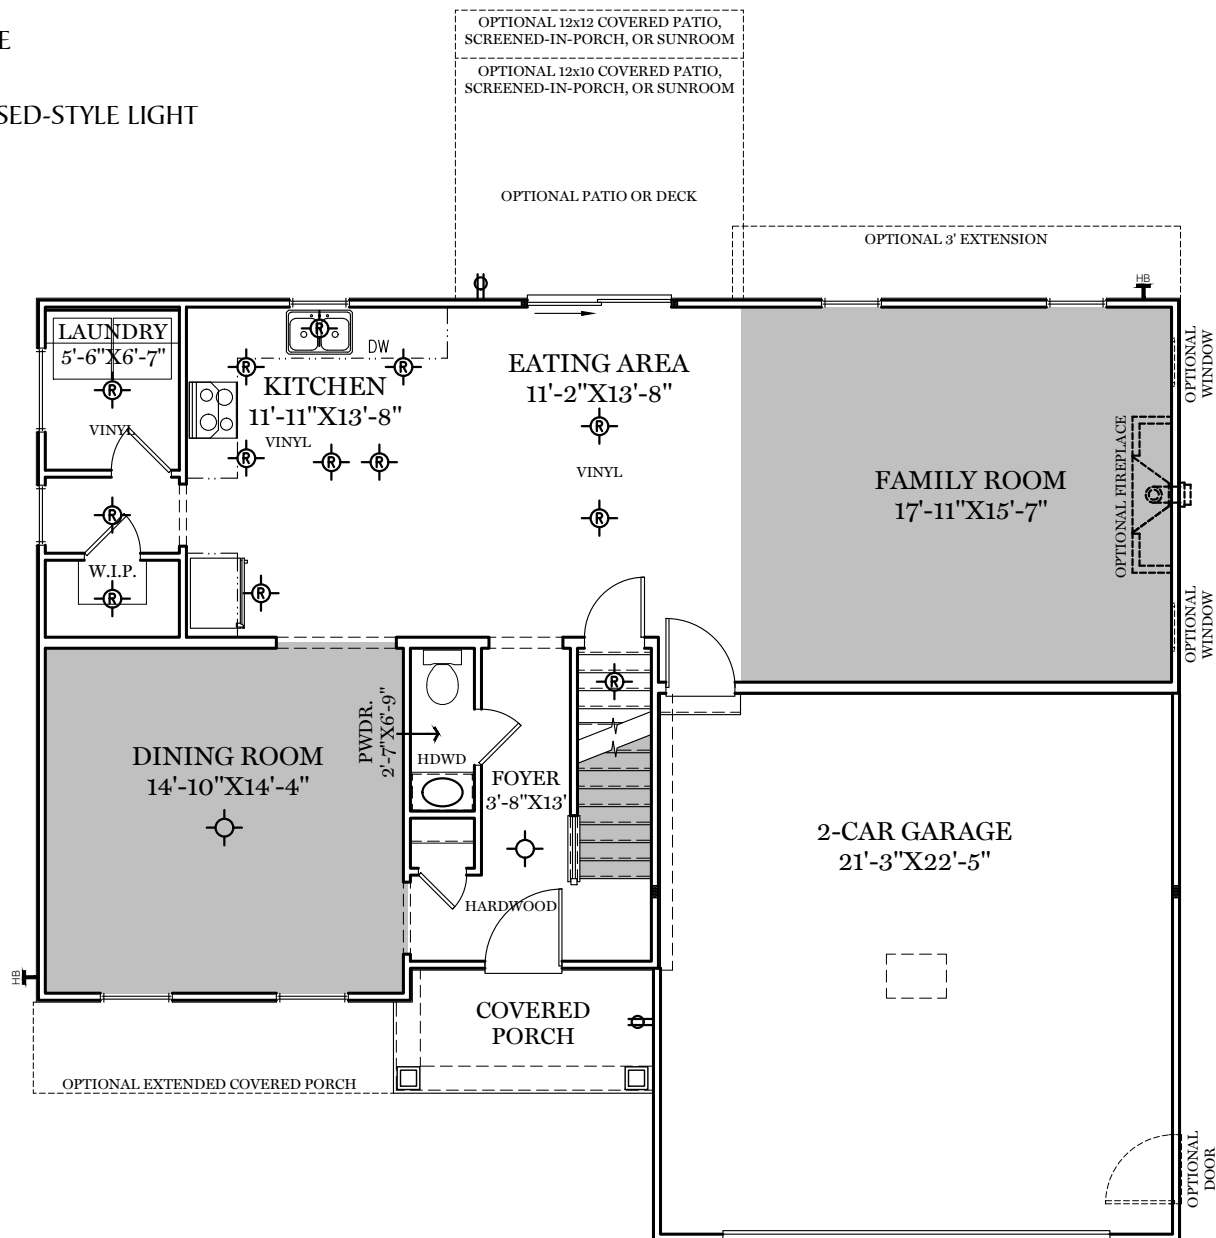 E
SED-STYLE LIGHT
OPTIONAL 12x12 COVERED PATIO,
SCREENED-IN-PORCH, OR SUNROOM
OPTIONAL 12x10 COVERED PATIO,
SCREENED-IN-PORCH, OR SUNROOM
OPTIONAL PATIO OR DECK
OPTIONAL 3' EXTENSION
HB
LAUNDRY
5'-6"X6'-7"
R
VINYL
R
DW
R
R
KITCHEN
11'-11"X13'-8"
VINYL
R
R
R
EATING AREA
11'-2"X13'-8"
R
VINYL
R
OPTIONAL
WINDOW
FAMILY ROOM
17'-11"X15'-7"
OPTIONAL FIREPLACE
R
W.I.P.
R
R
OPTIONAL
WINDOW
R
DINING ROOM
14'-10"X14'-4"
PWDR.
2'-7"X6'-9"
HDWD
FOYER
3'-8"X13'
2-CAR GARAGE
21'-3"X22'-5"
HARDWOOD
HB
COVERED
PORCH
OPTIONAL EXTENDED COVERED PORCH
OPTIONAL
DOOR